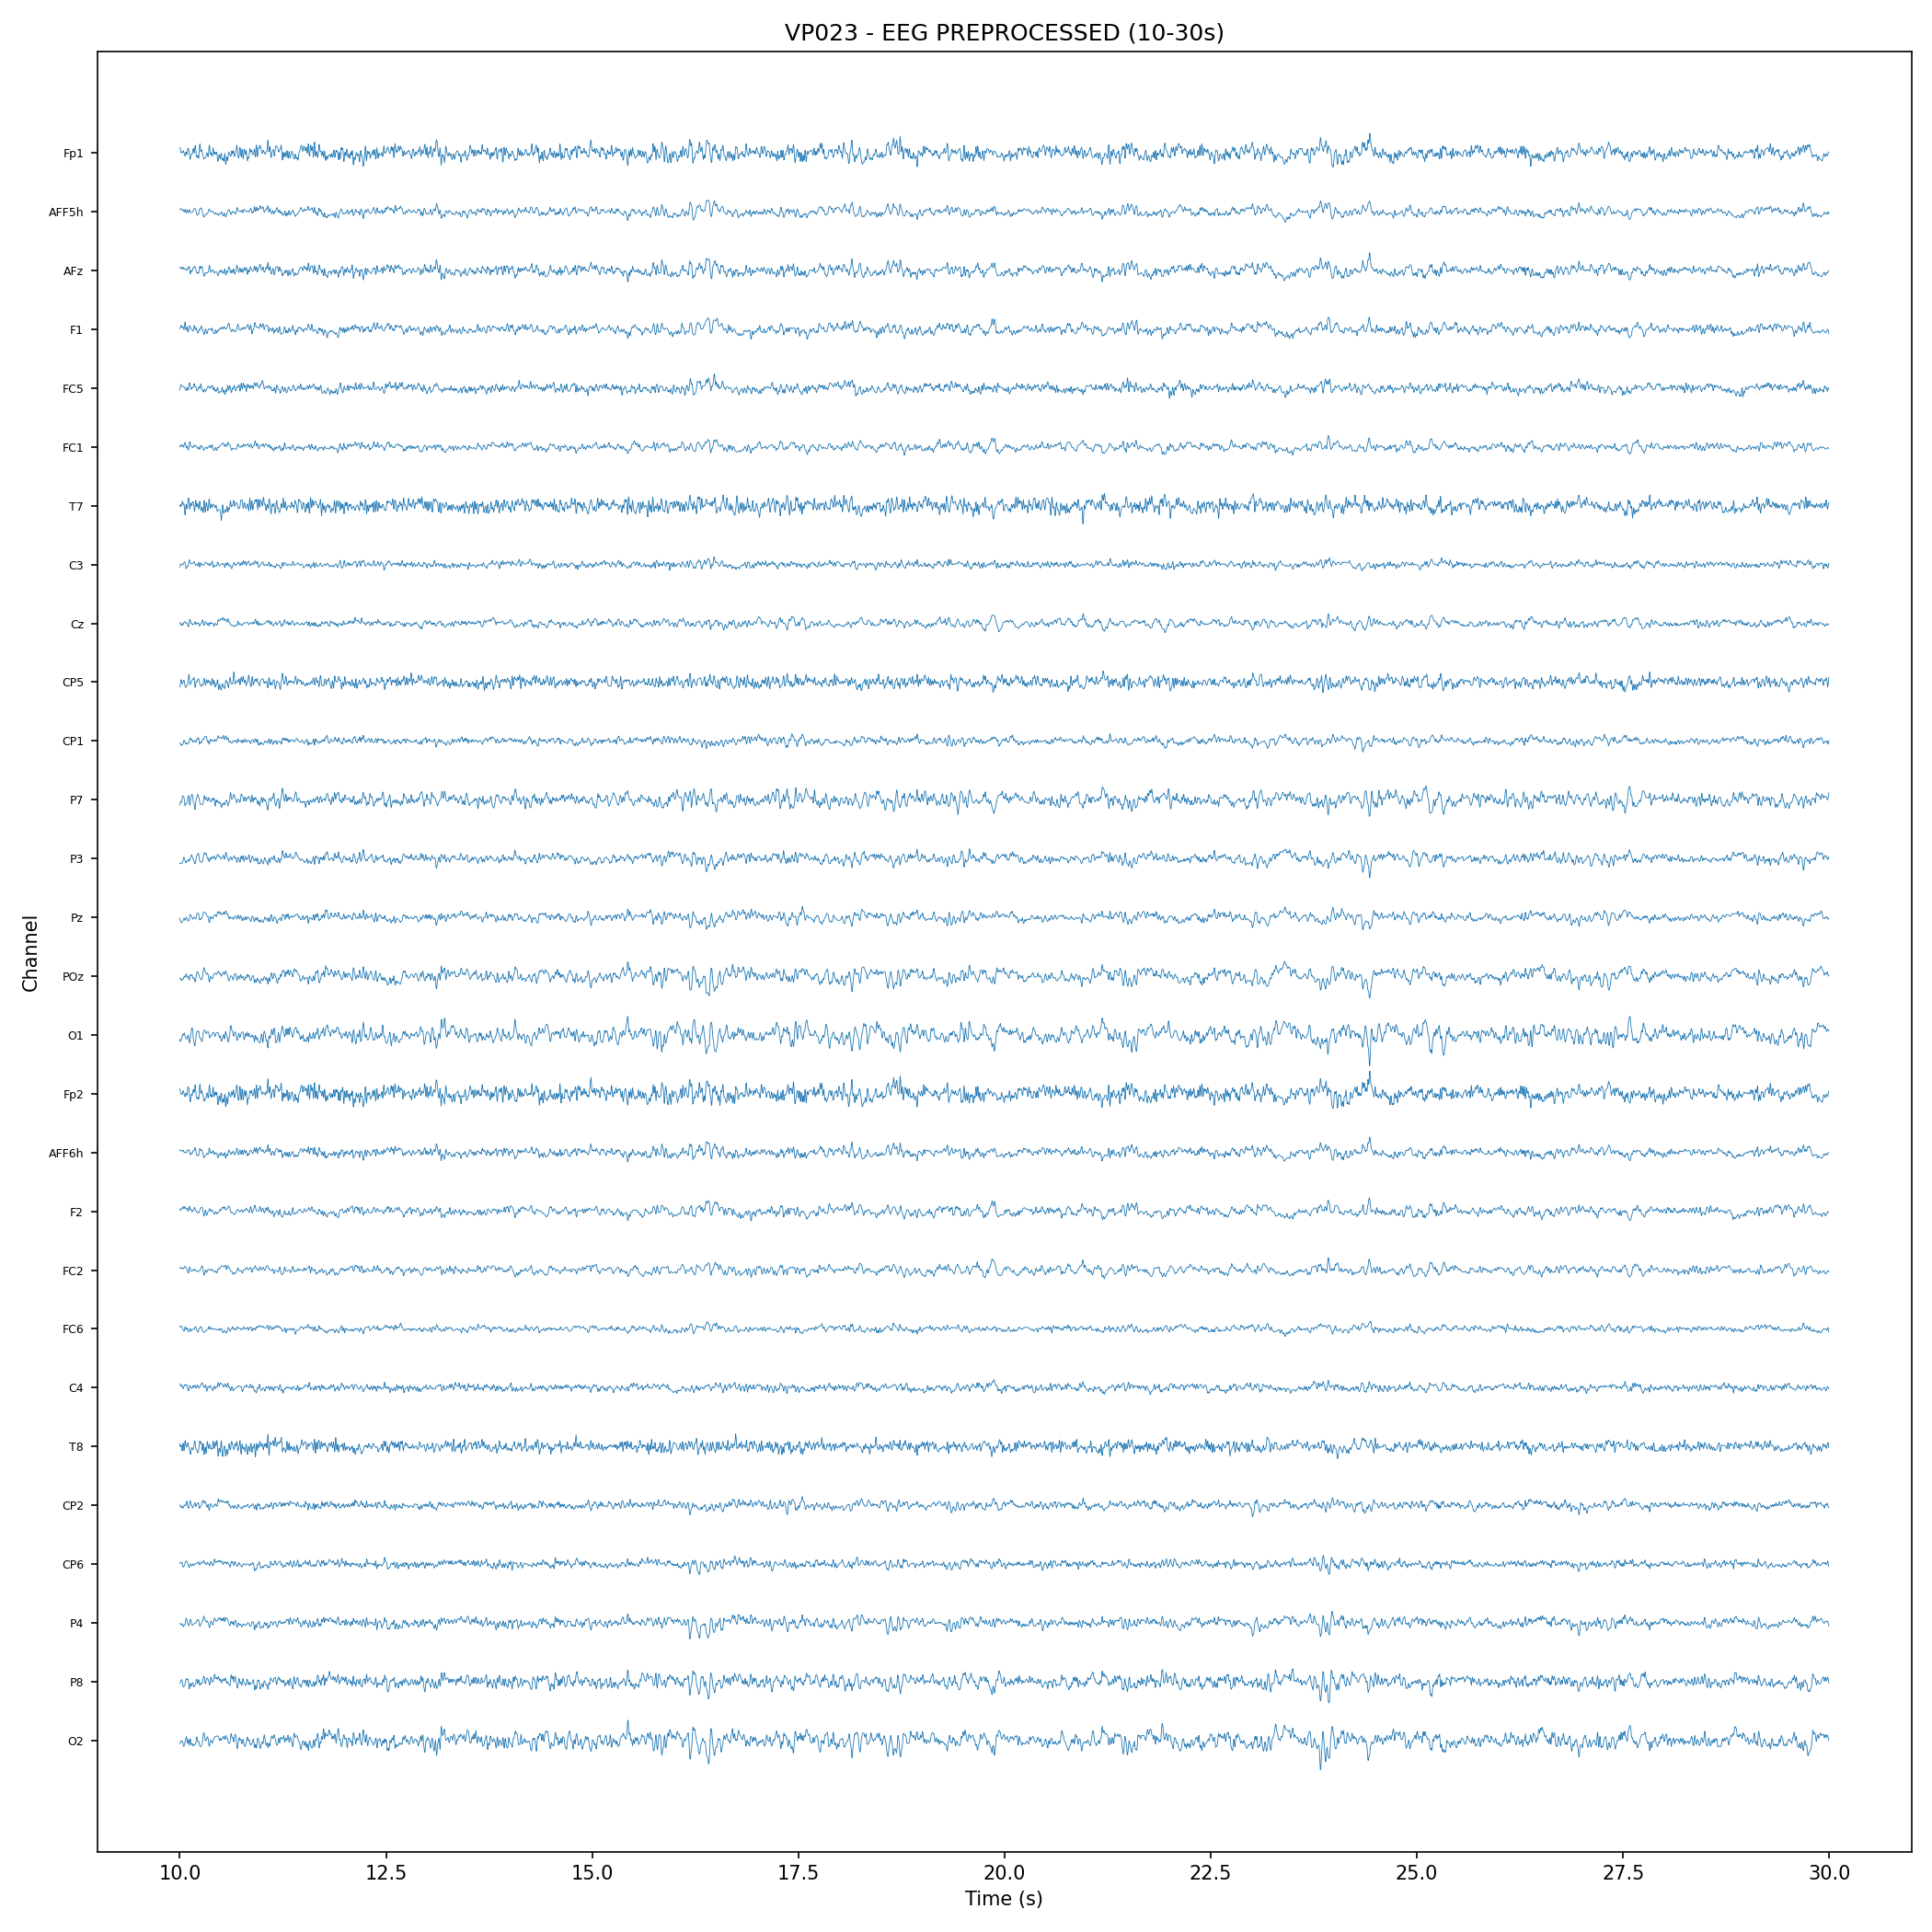 VP023 - EEG PREPROCESSED (10-30s)
Fp1
AFF5h
AFz
F1
FC5
FC1
T7
C3
Cz
CP5
CP1
P7
P3
Pz
POz
O1
Fp2
AFF6h
F2
FC2
FC6
C4
T8
CP2
CP6
P4
P8
O2
Channel
10.0 12.5 15.0 17.5 20.0 22.5 25.0 27.5 30.0
Time (s)